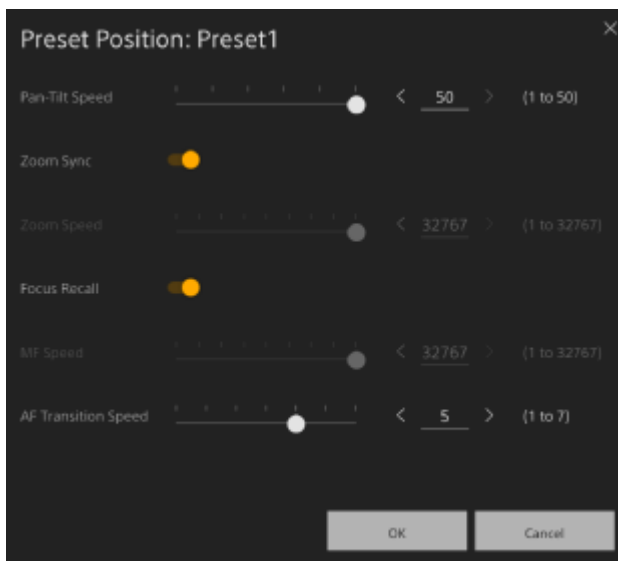 Preset Position: Preset1
Pan-Tilt Speed 50 (1 to 50)
Zoom Sync
Zoom Speed 32767 (1 to 32767)
Focus Recall
MF Speed 32767 (1 to 32767)
AF Transition Speed 5 (1 to 7)
OK Cancel